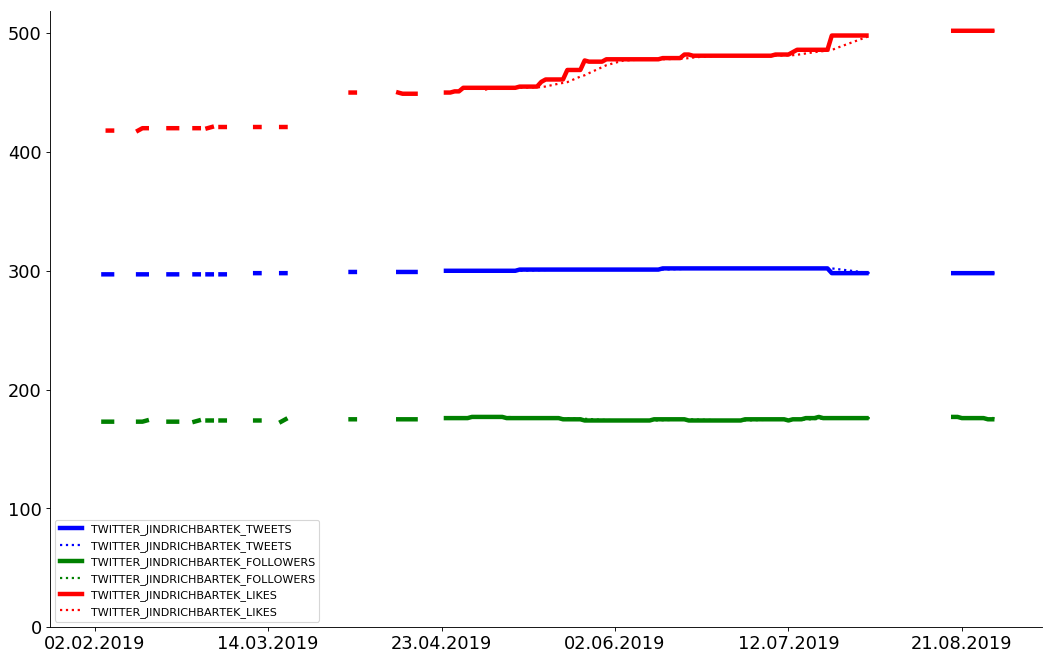 500
400
300
200
100
0
02.02.2019 14.03.2019 23.04.2019 02.06.2019 12.07.2019 21.08.2019
TWITTER_JINDRICHBARTEK_TWEETS
TWITTER_JINDRICHBARTEK_TWEETS
TWITTER_JINDRICHBARTEK_FOLLOWERS
TWITTER_JINDRICHBARTEK_FOLLOWERS
TWITTER_JINDRICHBARTEK_LIKES
TWITTER_JINDRICHBARTEK_LIKES